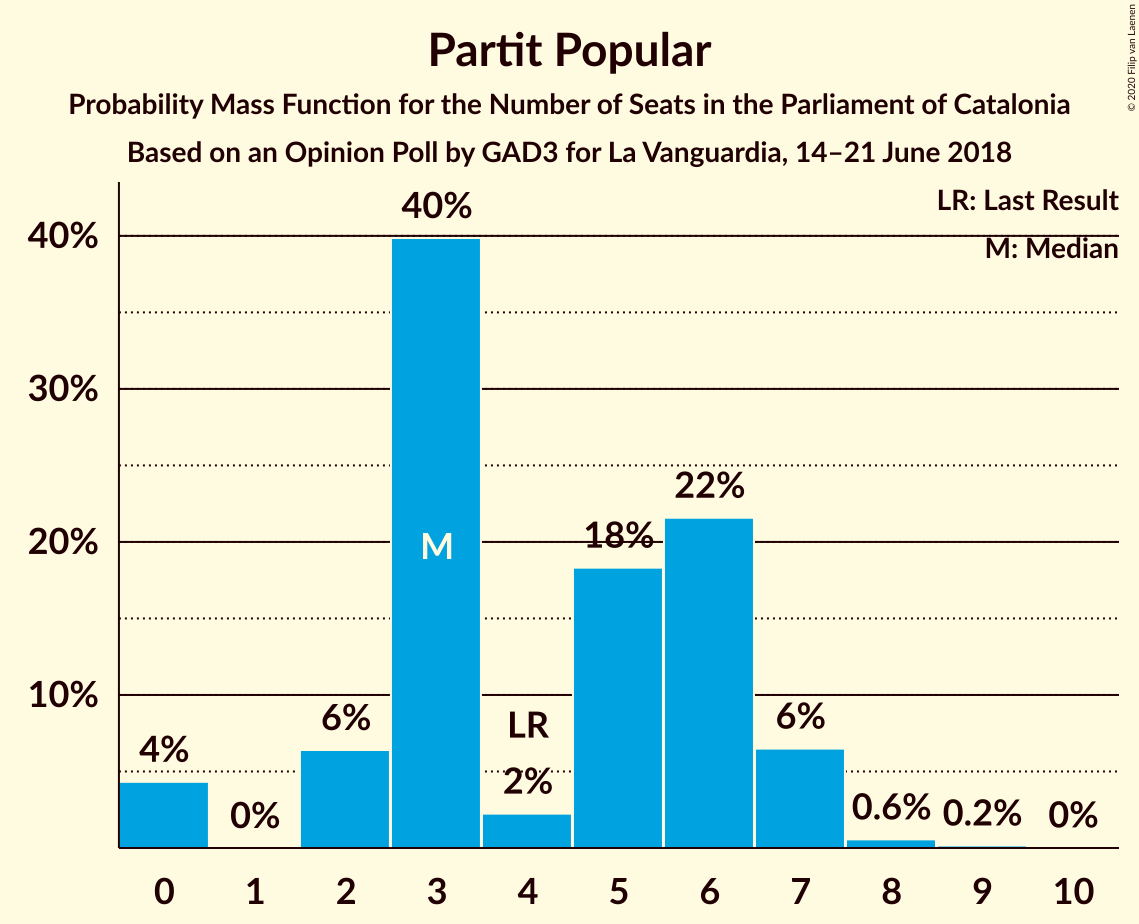 Partit Popular
Probability Mass Function for the Number of Seats in the Parliament of Catalonia
Based on an Opinion Poll by GAD3 for La Vanguardia, 14–21 June 2018
© 2020 Filip van Laenen
LR: Last Result
M: Median
40%
30%
20%
10%
4%
0%
6%
40%
M
LR
2%
18%
22%
6%
0.6%
0.2%
0%
0 1 2 3 4 5 6 7 8 9 10